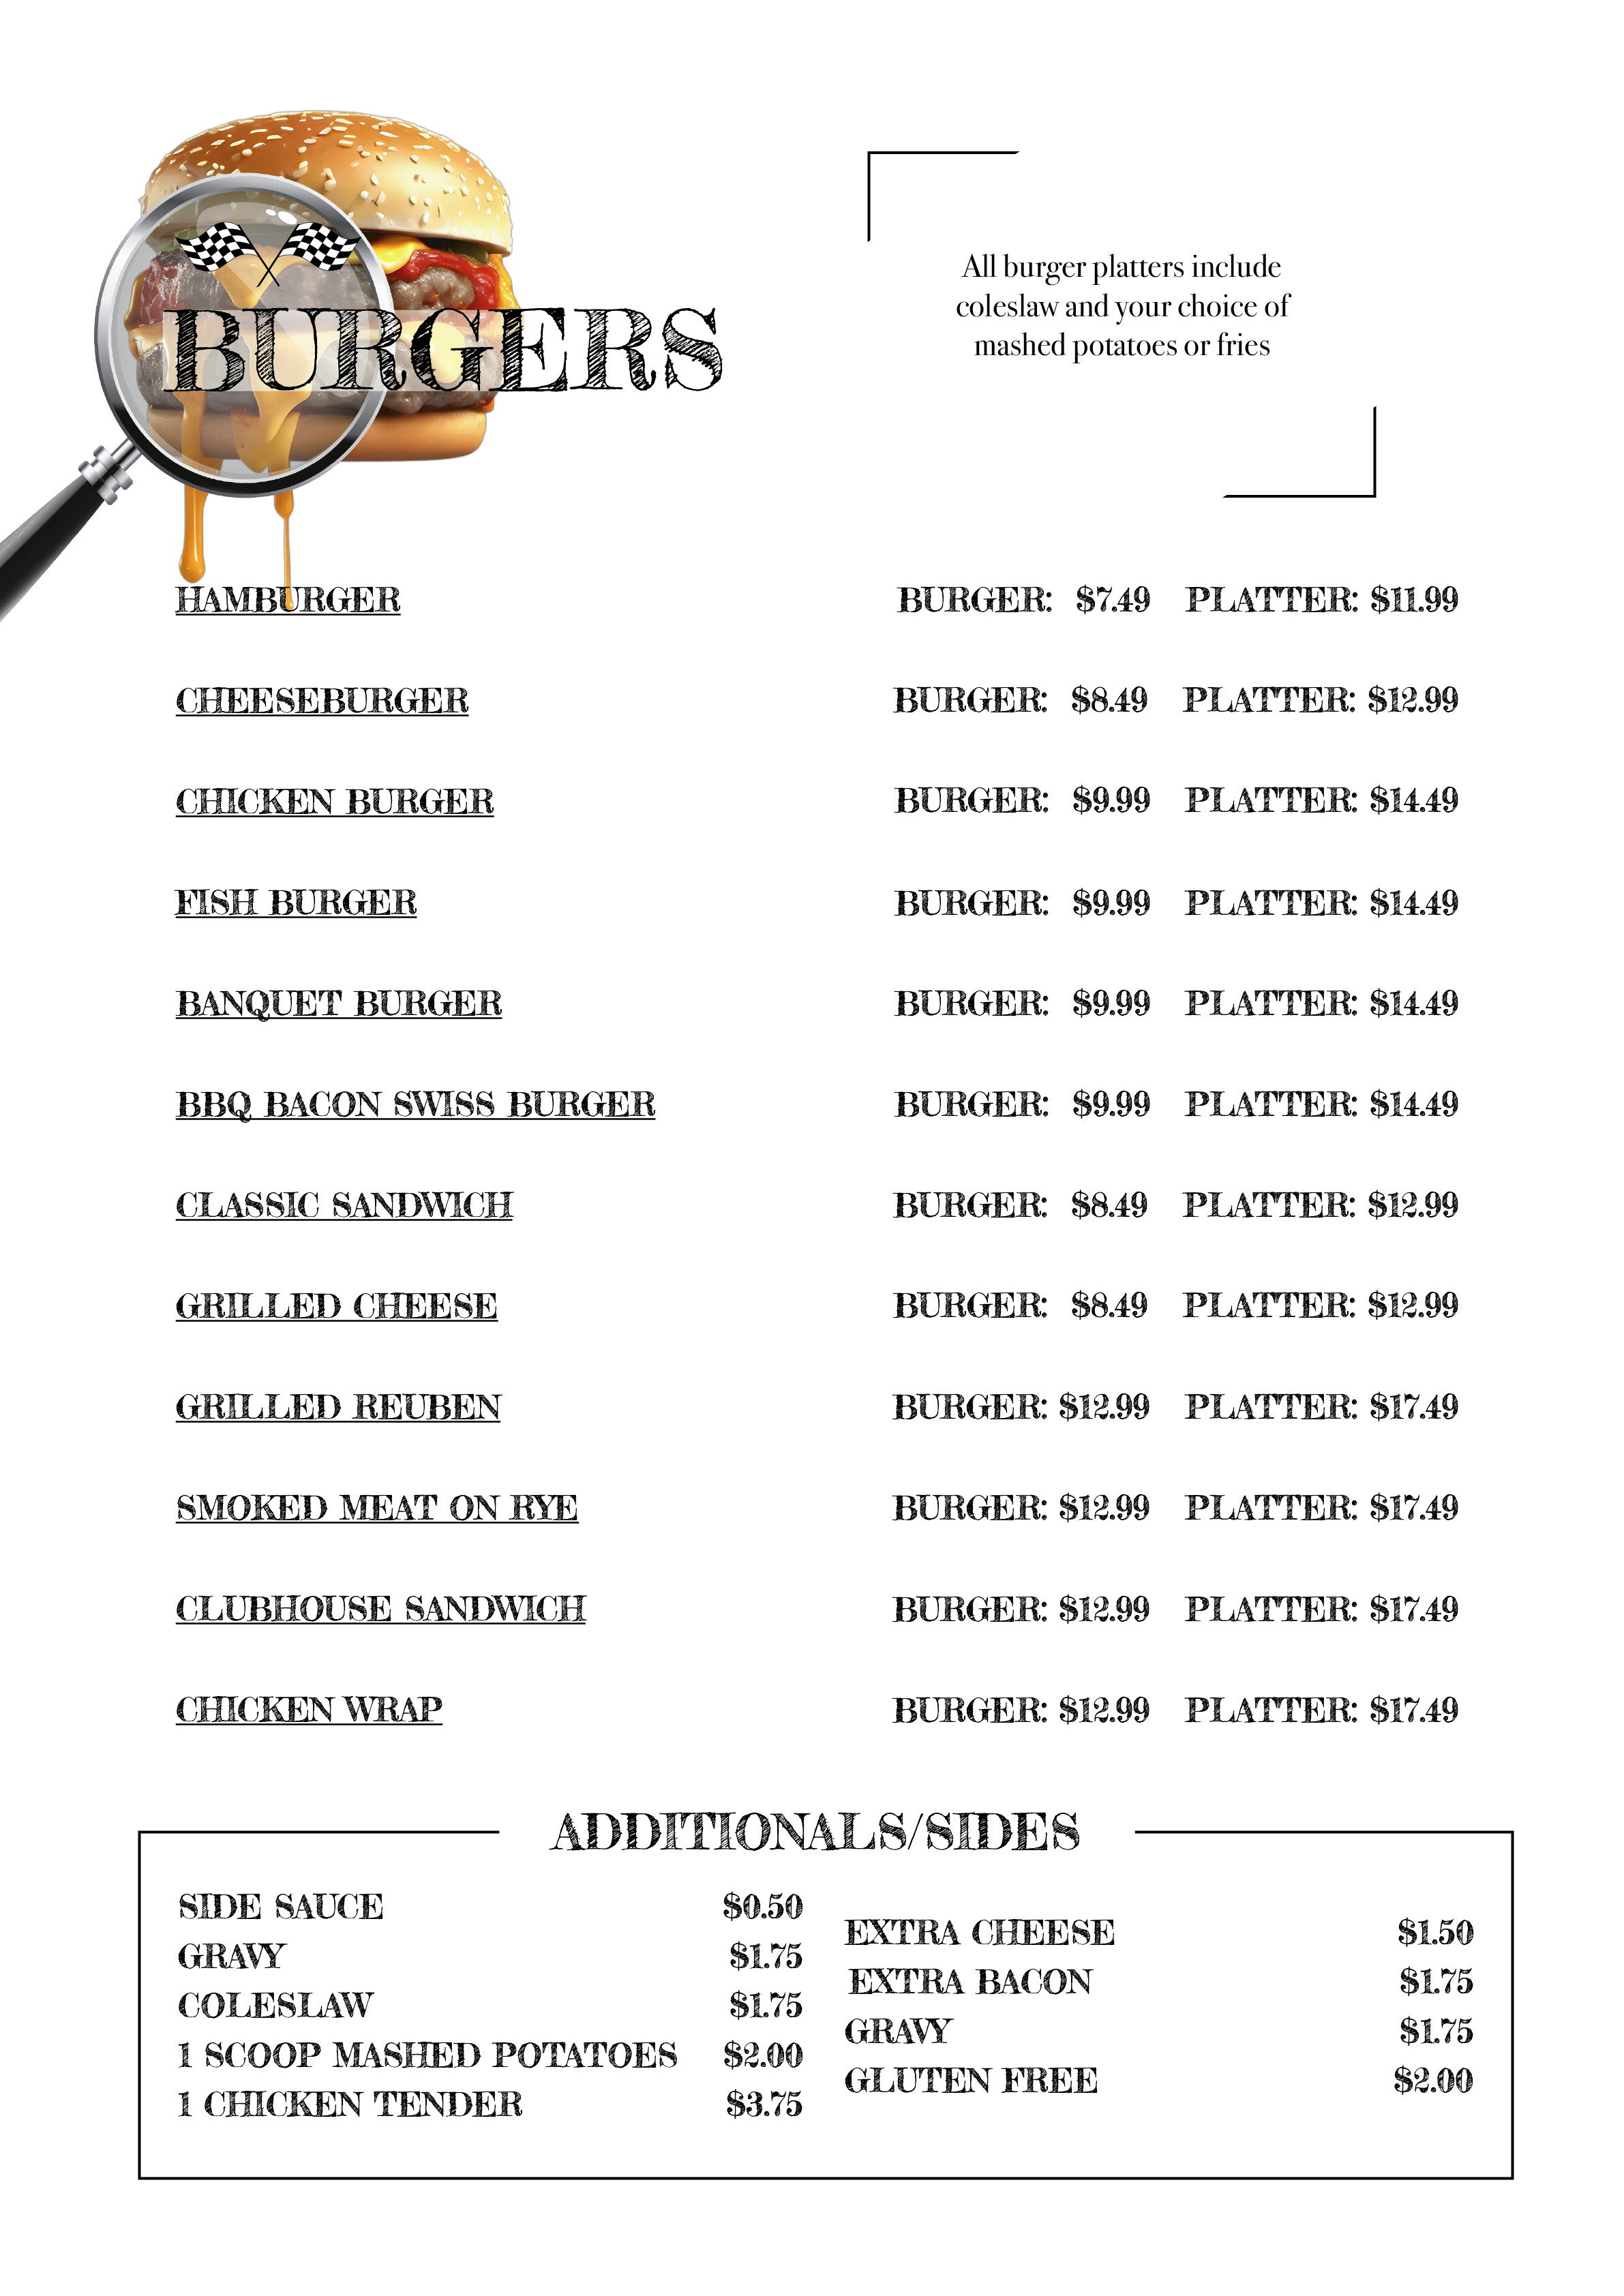 BURGERS
All burger platters include
coleslaw and your choice of
mashed potatoes or fries
HAMBURGER BURGER: $7.49 PLATTER: $11.99
CHEESEBURGER BURGER: $8.49 PLATTER: $12.99
CHICKEN BURGER BURGER: $9.99 PLATTER: $14.49
FISH BURGER BURGER: $9.99 PLATTER: $14.49
BANQUET BURGER BURGER: $9.99 PLATTER: $14.49
BBQ BACON SWISS BURGER BURGER: $9.99 PLATTER: $14.49
CLASSIC SANDWICH BURGER: $8.49 PLATTER: $12.99
GRILLED CHEESE BURGER: $8.49 PLATTER: $12.99
GRILLED REUBEN BURGER: $12.99 PLATTER: $17.49
SMOKED MEAT ON RYE BURGER: $12.99 PLATTER: $17.49
CLUBHOUSE SANDWICH BURGER: $12.99 PLATTER: $17.49
CHICKEN WRAP BURGER: $12.99 PLATTER: $17.49
ADDITIONALS/SIDES
SIDE SAUCE $0.50
GRAVY $1.75
COLESLAW $1.75
1 SCOOP MASHED POTATOES $2.00
1 CHICKEN TENDER $3.75
EXTRA CHEESE $1.50
EXTRA BACON $1.75
GRAVY $1.75
GLUTEN FREE $2.00